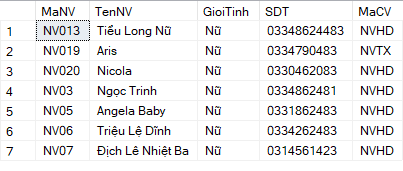 MaNV TenNV GioiTinh SDT MaCV
1 NV013 Tiểu Long Nữ Nữ 03348624483 NVHD
2 NV019 Aris Nữ 0334790483 NVTX
3 NV020 Nicola Nữ 0330462083 NVHD
4 NV03 Ngọc Trinh Nữ 0334862481 NVHD
5 NV05 Angela Baby Nữ 0331862483 NVHD
6 NV06 Triệu Lệ Dĩnh Nữ 0334262483 NVHD
7 NV07 Địch Lê Nhiệt Ba Nữ 0314561423 NVHD